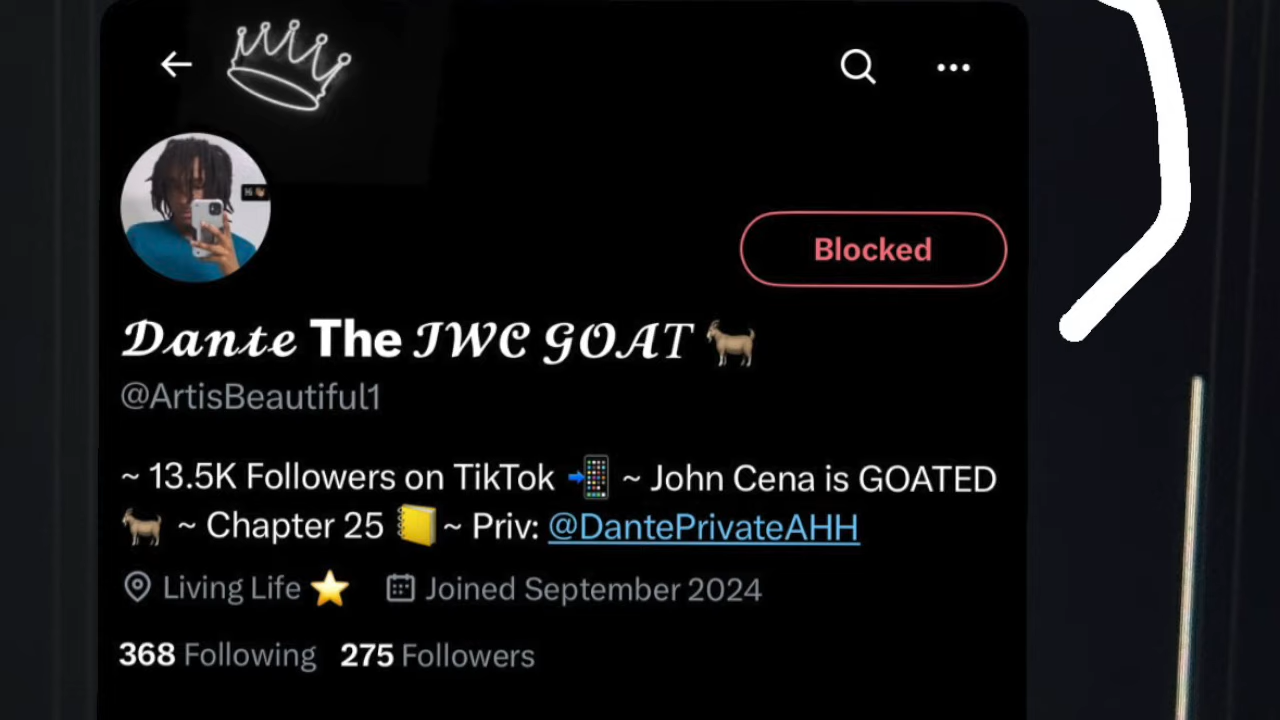 Blocked
𝓓𝓪𝓷𝓽𝓮 The 𝓘𝓦𝓒 𝓖𝓞𝓐𝑇 🐐
@ArtisBeautiful1
~ 13.5K Followers on TikTok 📲 ~ John Cena is GOATED
🐐 ~ Chapter 25 📒 ~ Priv: @DantePrivateAHH
Living Life ⭐ Joined September 2024
368 Following 275 Followers